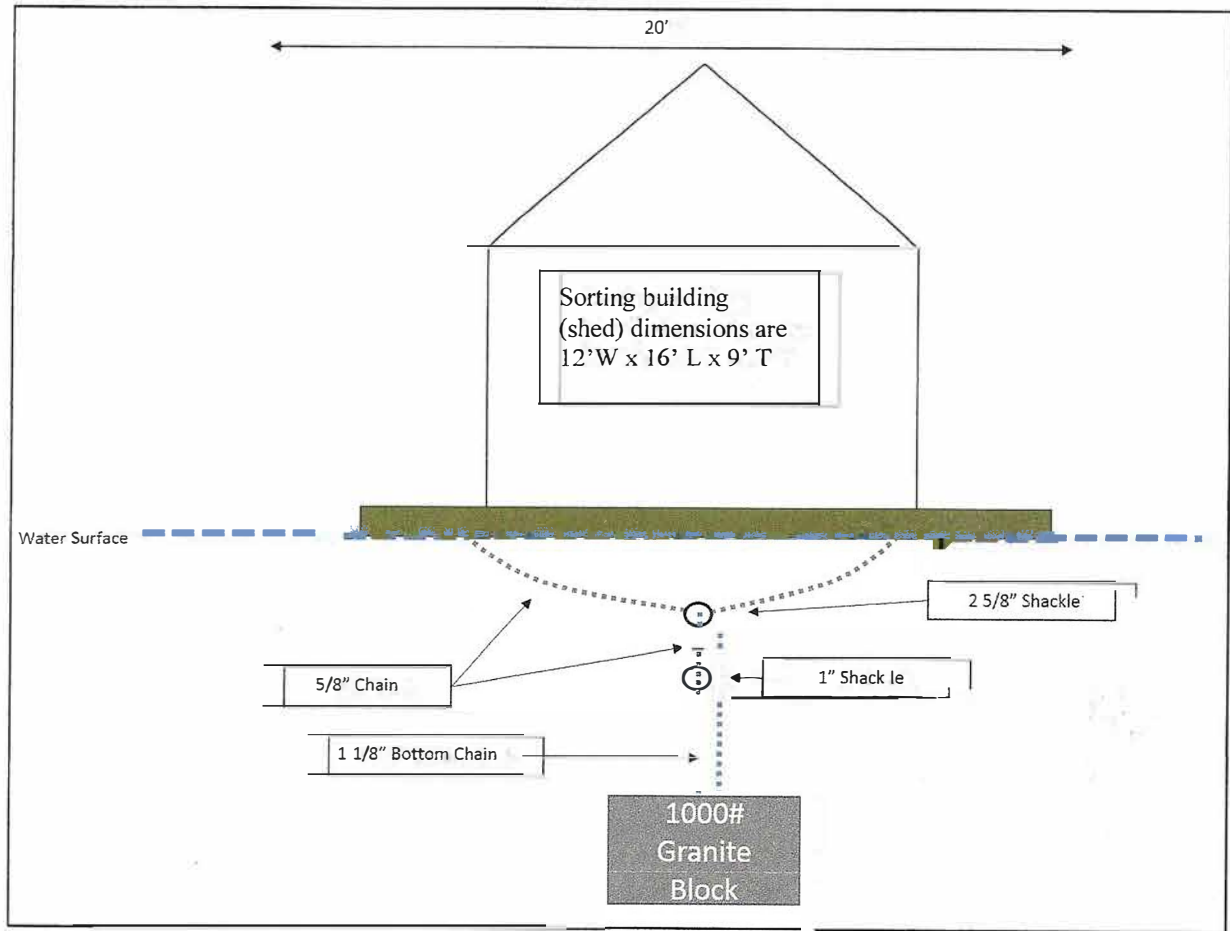 20'
Sorting building
(shed) dimensions are
12'W x 16' L x 9' T
Water Surface
2 5/8" Shackle
5/8" Chain
1" Shack le
1 1/8" Bottom Chain
1000#
Granite
Block